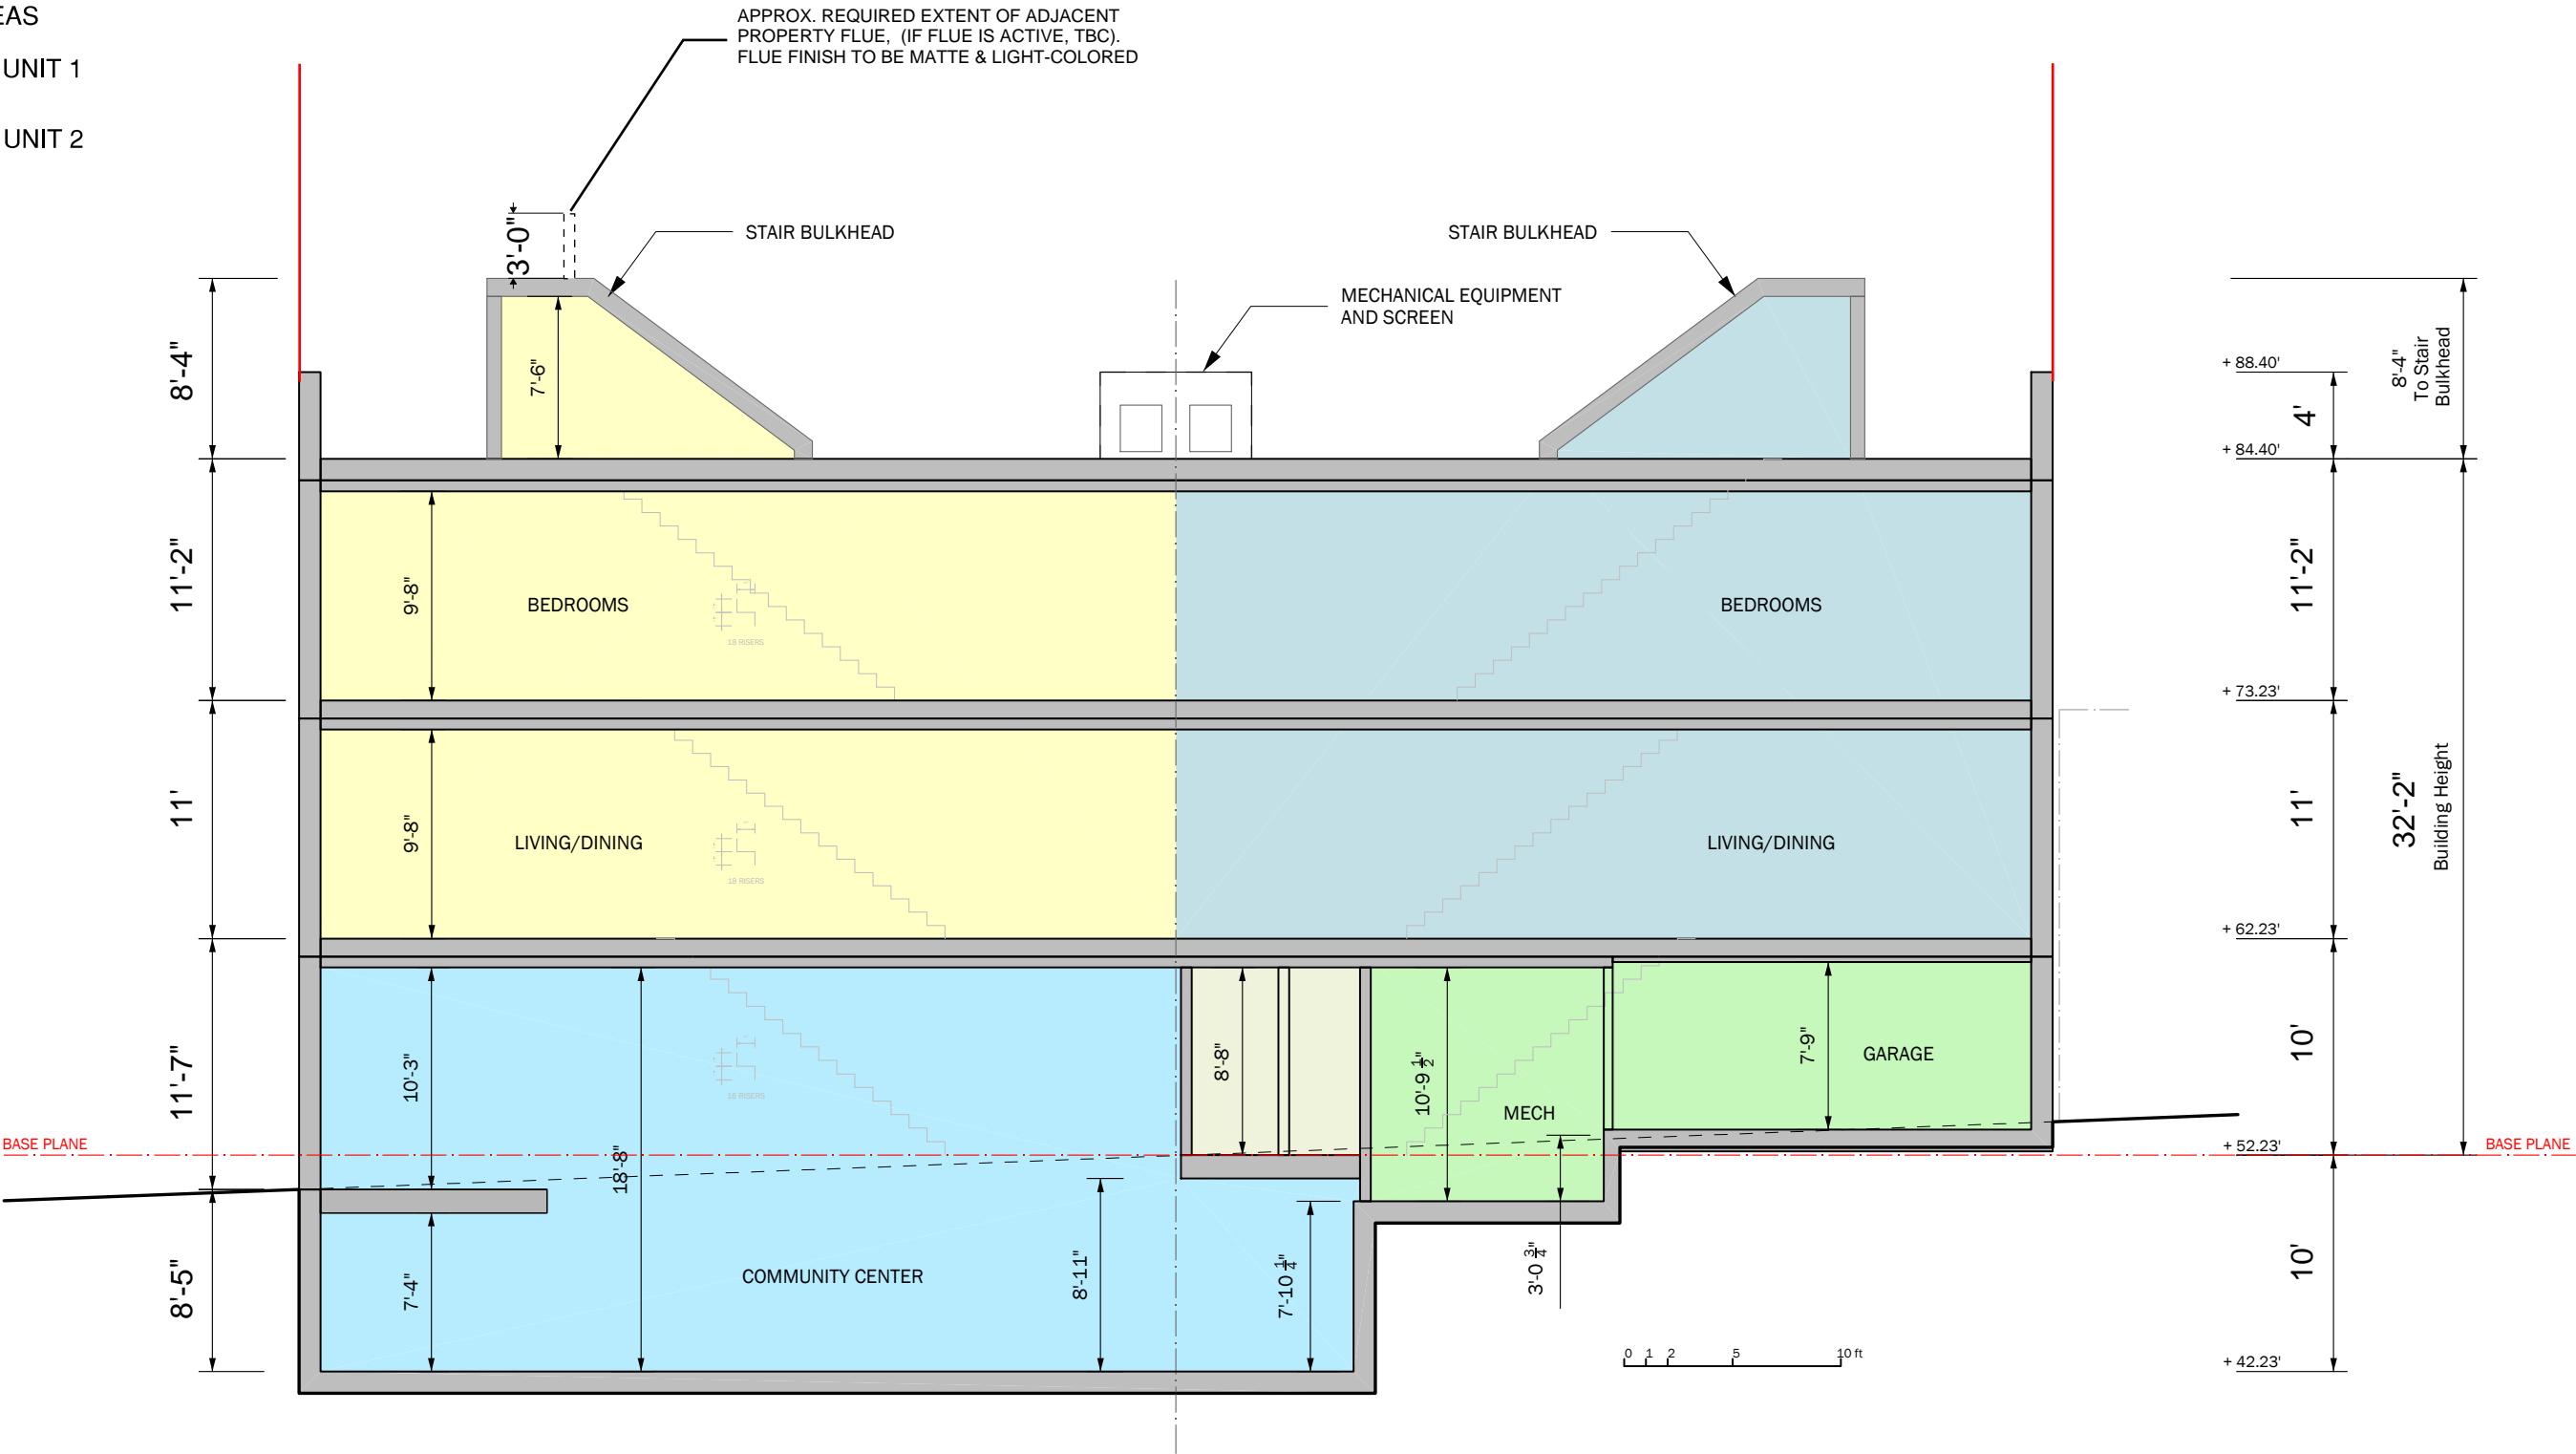 EAS
UNIT 1
UNIT 2
APPROX. REQUIRED EXTENT OF ADJACENT
PROPERTY FLUE, (IF FLUE IS ACTIVE, TBC).
FLUE FINISH TO BE MATTE & LIGHT-COLORED
3'-0"
STAIR BULKHEAD
STAIR BULKHEAD
MECHANICAL EQUIPMENT
AND SCREEN
8'-4"
7'-6"
+ 88.40'
4'
8'-4"
To Stair
Bulkhead
+ 84.40'
11'-2"
9'-8"
BEDROOMS
18 RISERS
BEDROOMS
11'-2"
+ 73.23'
11'
9'-8"
LIVING/DINING
18 RISERS
LIVING/DINING
11'
32'-2"
Building Height
+ 62.23'
11'-7"
10'-3"
18'-8"
16 RISERS
8'-8"
10'-9 1/2"
MECH
7'-9"
GARAGE
10'
BASE PLANE
+ 52.23'
BASE PLANE
8'-5"
7'-4"
COMMUNITY CENTER
8'-11"
7'-10 1/4"
3'-0 3/4"
10'
0 1 2 5 10 ft
+ 42.23'